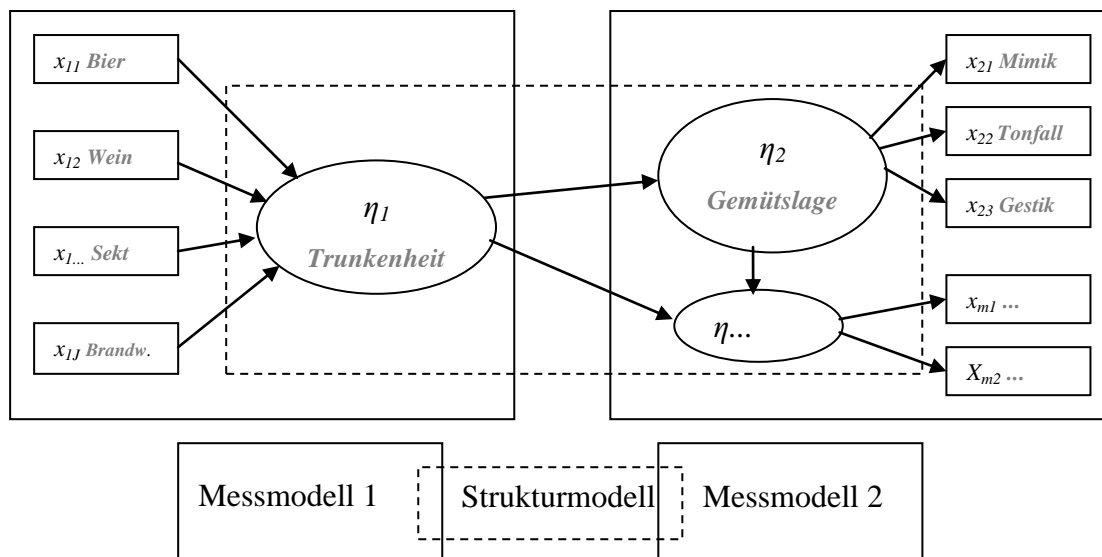 x11 Bier
x12 Wein
x1... Sekt
x1J Brandw.
η1
Trunkenheit
η2
Gemütslage
η...
x21 Mimik
x22 Tonfall
x23 Gestik
xm1 ...
Xm2 ...
Messmodell 1
Strukturmodell
Messmodell 2